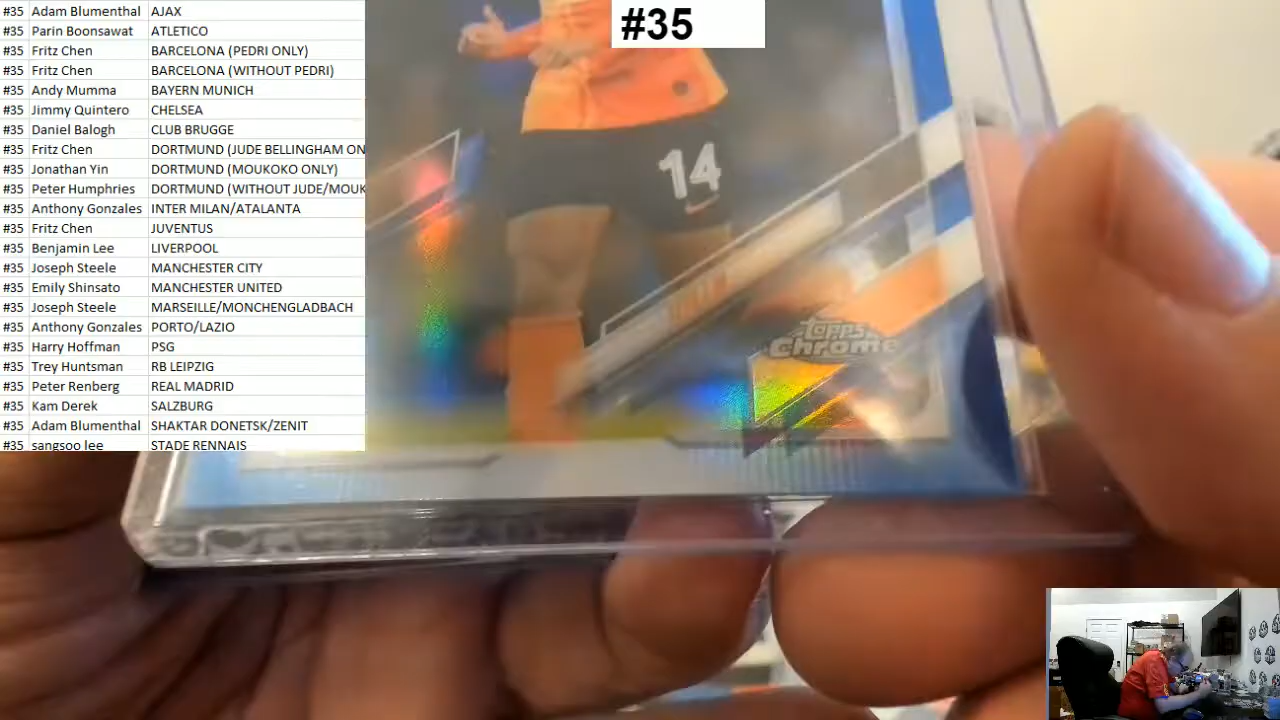 #35 Adam Blumenthal AJAX
#35 Parin Boonsawat ATLETICO
#35 Fritz Chen BARCELONA (PEDRI ONLY)
#35 Fritz Chen BARCELONA (WITHOUT PEDRI)
#35 Andy Mumma BAYERN MUNICH
#35 Jimmy Quintero CHELSEA
#35 Daniel Balogh CLUB BRUGGE
#35 Fritz Chen DORTMUND (JUDE BELLINGHAM ON
#35 Jonathan Yin DORTMUND (MOUKOKO ONLY)
#35 Peter Humphries DORTMUND (WITHOUT JUDE/MOUK
#35 Anthony Gonzales INTER MILAN/ATALANTA
#35 Fritz Chen JUVENTUS
#35 Benjamin Lee LIVERPOOL
#35 Joseph Steele MANCHESTER CITY
#35 Emily Shinsato MANCHESTER UNITED
#35 Joseph Steele MARSEILLE/MONCHENGLADBACH
#35 Anthony Gonzales PORTO/LAZIO
#35 Harry Hoffman PSG
#35 Trey Huntsman RB LEIPZIG
#35 Peter Renberg REAL MADRID
#35 Kam Derek SALZBURG
#35 Adam Blumenthal SHAKTAR DONETSK/ZENIT
#35 sangsoo lee STADE RENNAIS
#35
14
Topps
Chrome